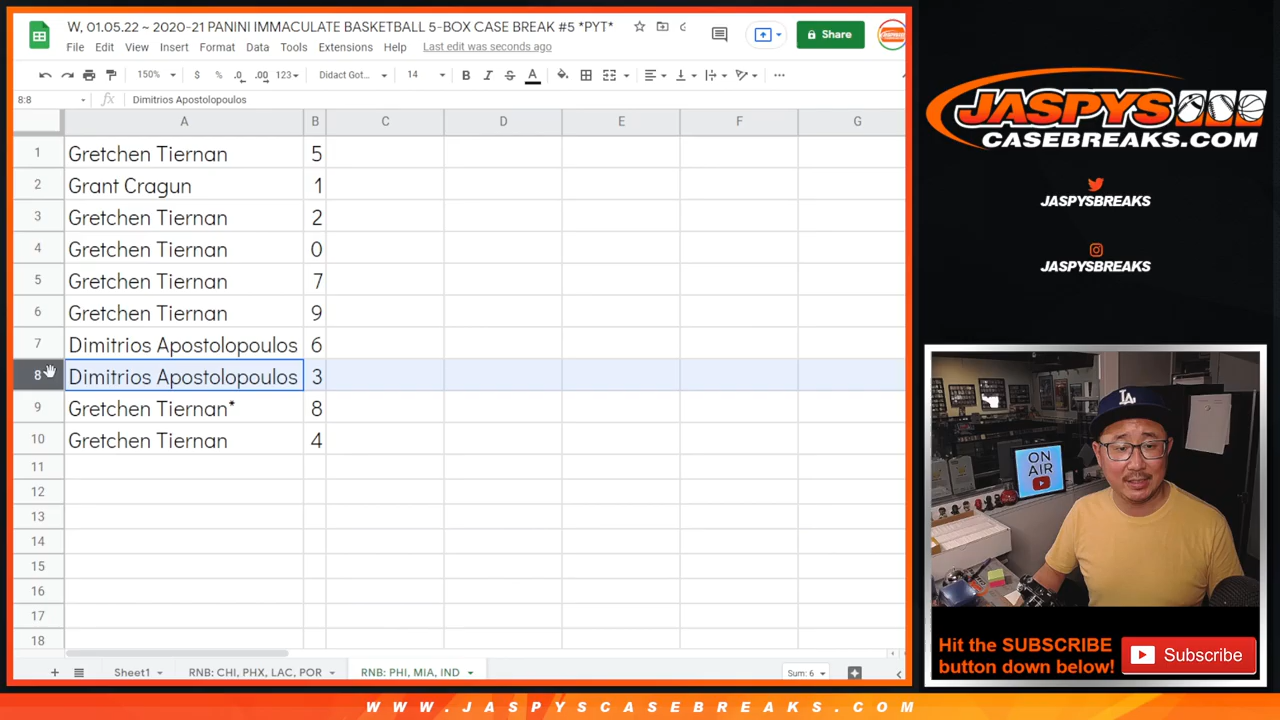 W, 01.05.22 ~ 2020-21 PANINI IMMACULATE BASKETBALL 5-BOX CASE BREAK #5 *PYT*
Share
File Edit View Insert Format Data Tools Extensions Help Last edit was seconds ago
150% $ % .0 .00 123 Didact Got... 14 B I S A
8:8 fx Dimitrios Apostolopoulos
A B C D E F G
1 Gretchen Tiernan 5
2 Grant Cragun 1
3 Gretchen Tiernan 2
4 Gretchen Tiernan 0
5 Gretchen Tiernan 7
6 Gretchen Tiernan 9
7 Dimitrios Apostolopoulos 6
8 Dimitrios Apostolopoulos 3
9 Gretchen Tiernan* 8
10 Gretchen Tiernan 4
11
12
13
14
15
16
17
18
Sheet1 RNB: CHI, PHX, LAC, POR RNB: PHI, MIA, IND Sum: 6
JASPYS
CASEBREAKS.COM
JASPYSBREAKS
JASPYSBREAKS
LA
ON
AIR
Hit the SUBSCRIBE
button down below!
Subscribe
WWW.JASPYSCASEBREAKS.COM